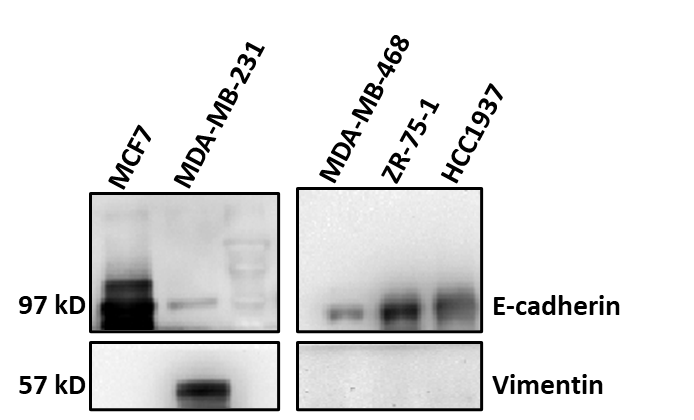 MCF7
MDA-MB-231
MDA-MB-468
ZR-75-1
HCC1937
97 kD
E-cadherin
57 kD
Vimentin